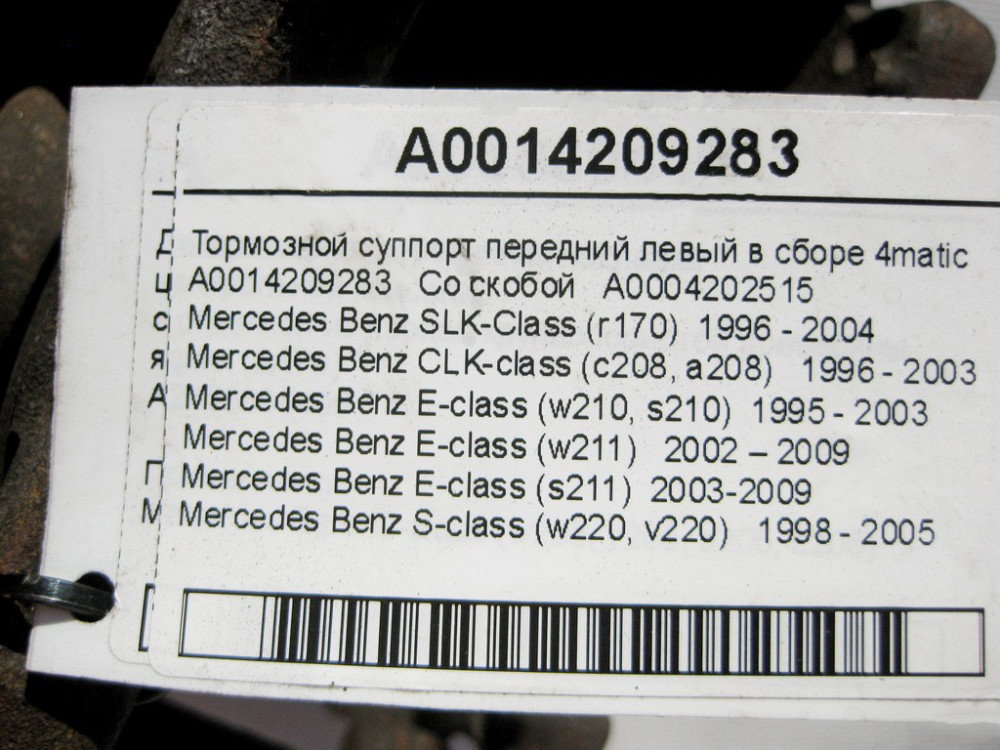 A0014209283
Тормозной суппорт передний левый в сборе 4matic
A0014209283 Со скобой A0004202515
Mercedes Benz SLK-Class (r170) 1996 - 2004
Mercedes Benz CLK-class (c208, a208) 1996 - 2003
Mercedes Benz E-class (w210, s210) 1995 - 2003
Mercedes Benz E-class (w211) 2002 – 2009
Mercedes Benz E-class (s211) 2003-2009
Mercedes Benz S-class (w220, v220) 1998 - 2005